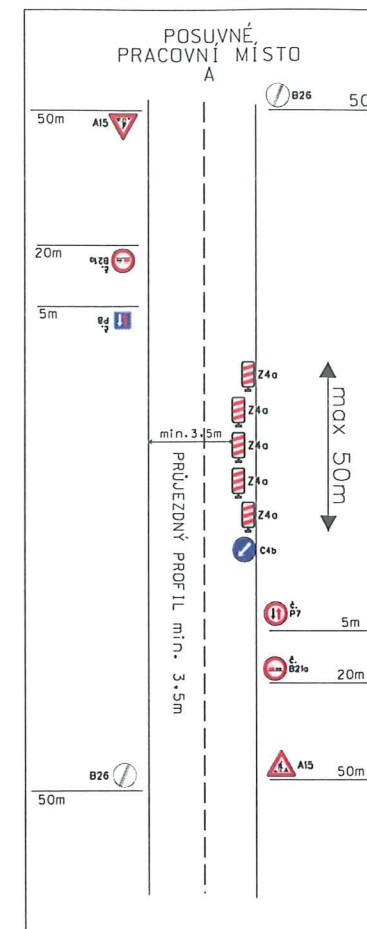 POSUVNÉ
PRACOVNÍ MÍSTO
A
B26
50
50m
A15
20m
č.
B21a
5m
č.
P8
Z4a
Z4a
min.3.5m
Z4a
Z4a
Z4a
max 50m
PRŮJEZDNÝ PROFIL min. 3.5m
C4b
č.
P7
5m
č.
B21a
20m
B26
A15
50m
50m